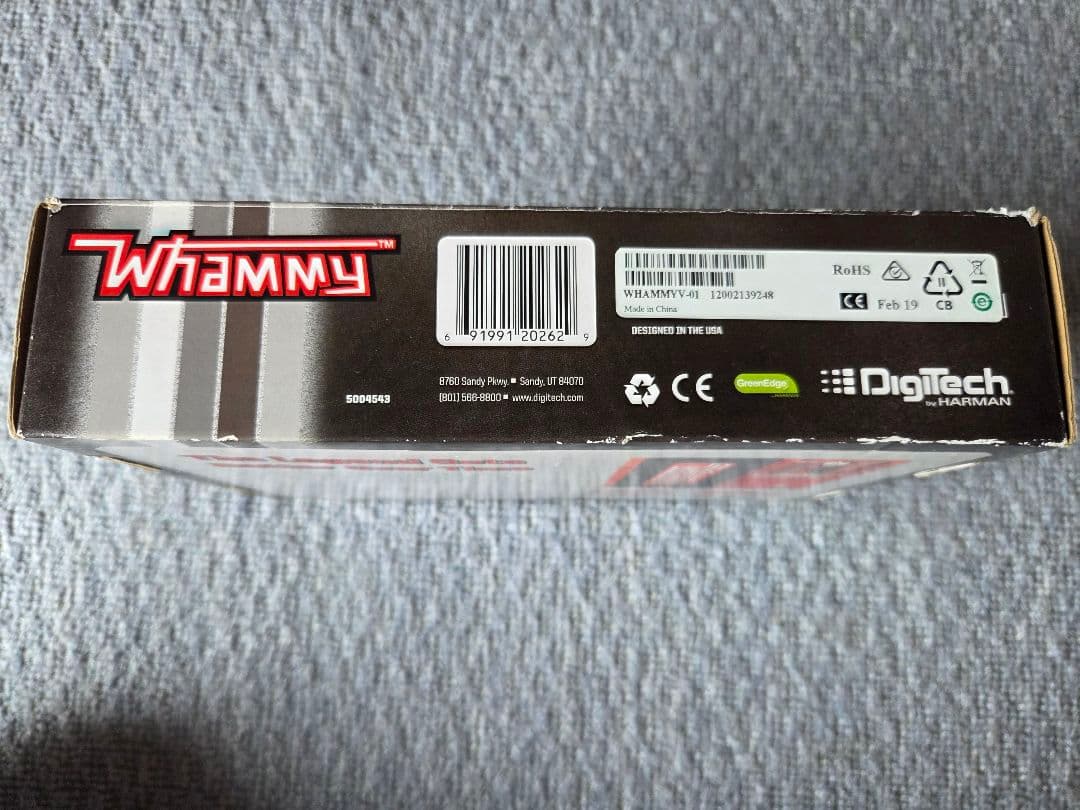 Whammy™
6 91991 20262 9
WHAMMYV-01 12002139248
Made in China
RoHS
CE Feb 19 CB
DESIGNED IN THE USA
5004543
8760 Sandy Pkwy. ■ Sandy, UT 84070
(801) 566-8800 ■ www.digitech.com
CE
GreenEdge
DigiTech
by HARMAN